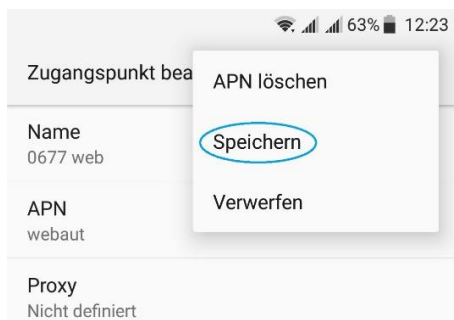 63% 12:23
Zugangspunkt bea
APN löschen
Speichern
Verwerfen
Name
0677 web
APN
webaut
Proxy
Nicht definiert